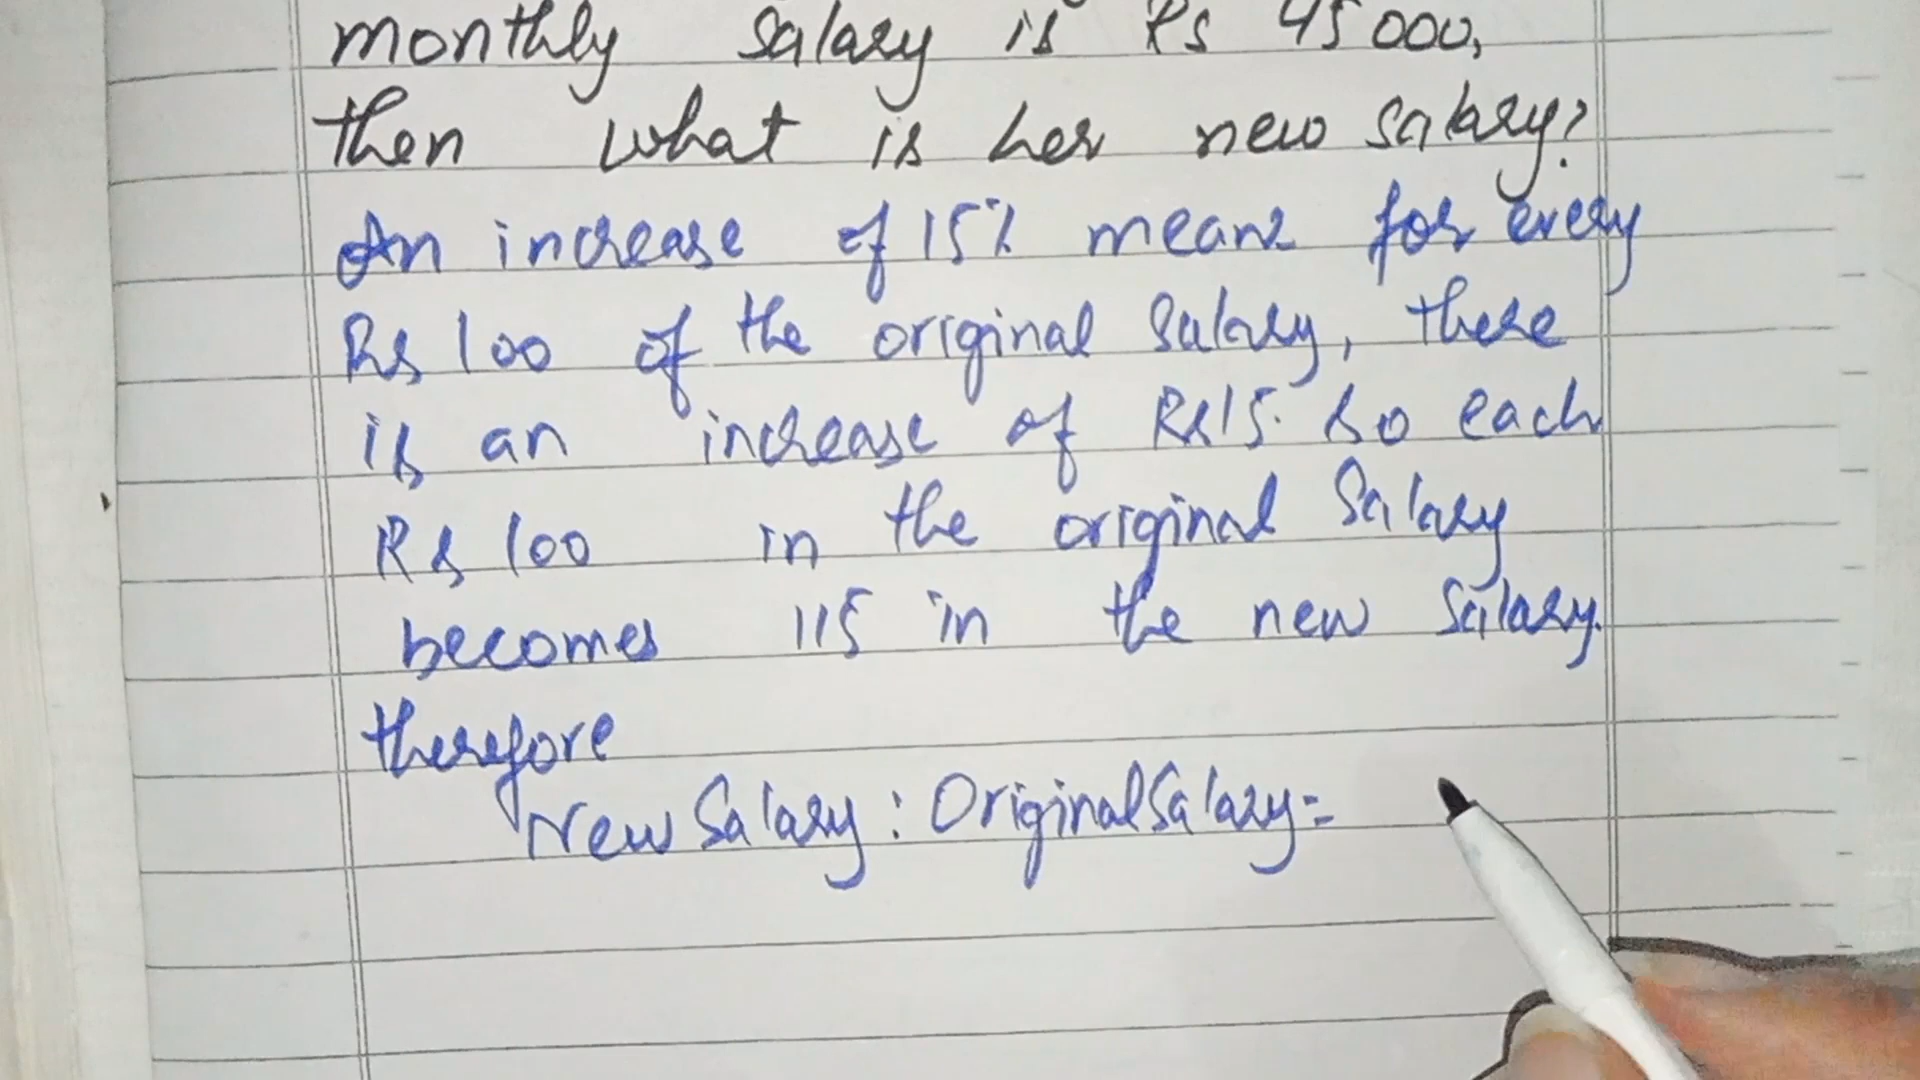 monthly salary is Rs 45000,
then what is her new salary?
An increase of 15% means for every
Rs 100 of the original salary, there
is an increase of Rs 15. So each
Rs 100 in the original salary
becomes 115 in the new salary.
therefore
New Salary : Original Salary =